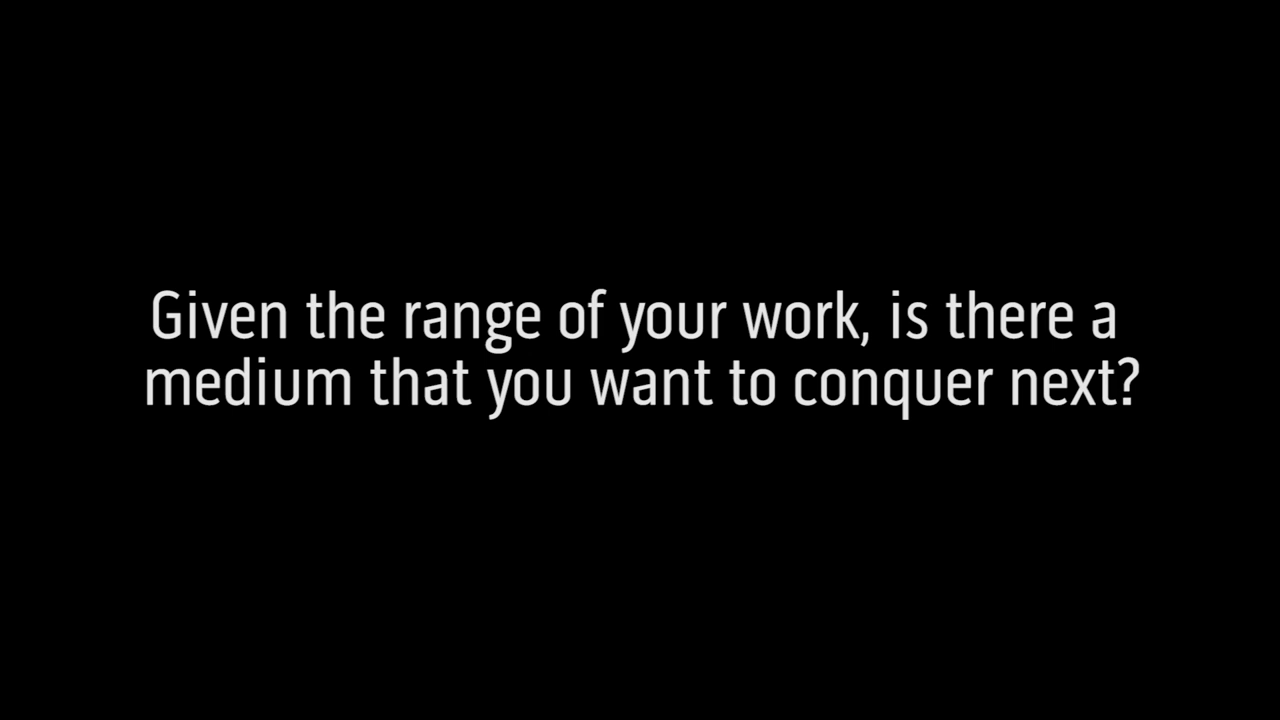 Given the range of your work, is there a
medium that you want to conquer next?